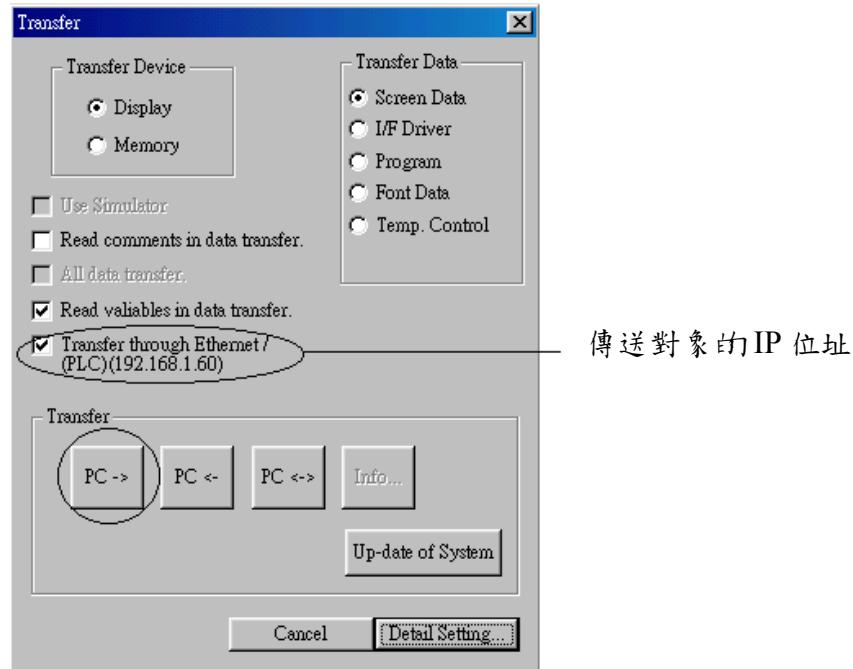 Transfer
Transfer Device
Display
Memory
Transfer Data
Screen Data
I/F Driver
Program
Font Data
Temp. Control
Use Simulator
Read comments in data transfer.
All data transfer.
Read valiables in data transfer.
Transfer through Ethernet /
(PLC)(192.168.1.60)
傳送對象的IP 位址
Transfer
PC ->
PC <-
PC <->
Info...
Up-date of System
Cancel
Detail Setting...